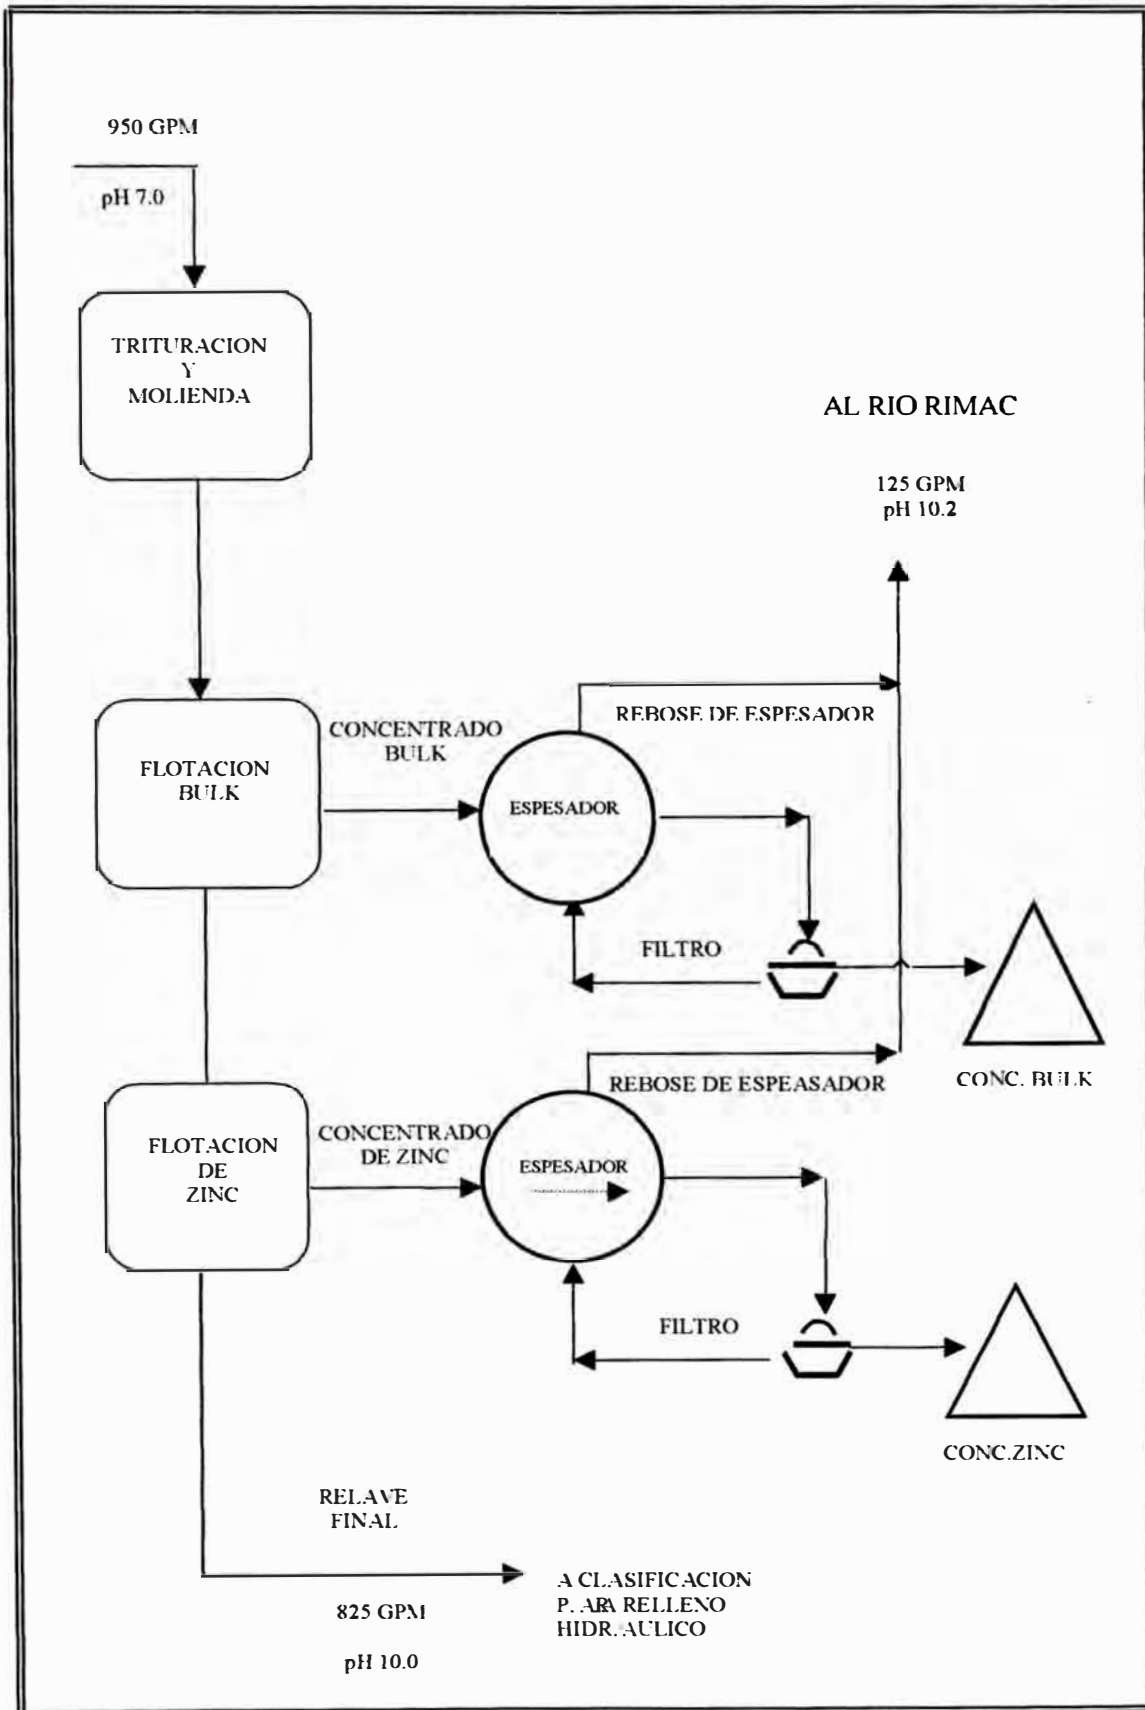 950 GPM
pH 7.0
TRITURACION
Y
MOLIENDA
AL RIO RIMAC
125 GPM
pH 10.2
FLOTACION
BULK
CONCENTRADO
BULK
ESPESADOR
REBOSE DE ESPESADOR
FILTRO
CONC. BULK
REBOSE DE ESPEASADOR
FLOTACION
DE
ZINC
CONCENTRADO
DE ZINC
ESPESADOR
FILTRO
CONC.ZINC
RELAVE
FINAL
825 GPM
pH 10.0
A CLASIFICACION
PARA RELLENO
HIDRAULICO